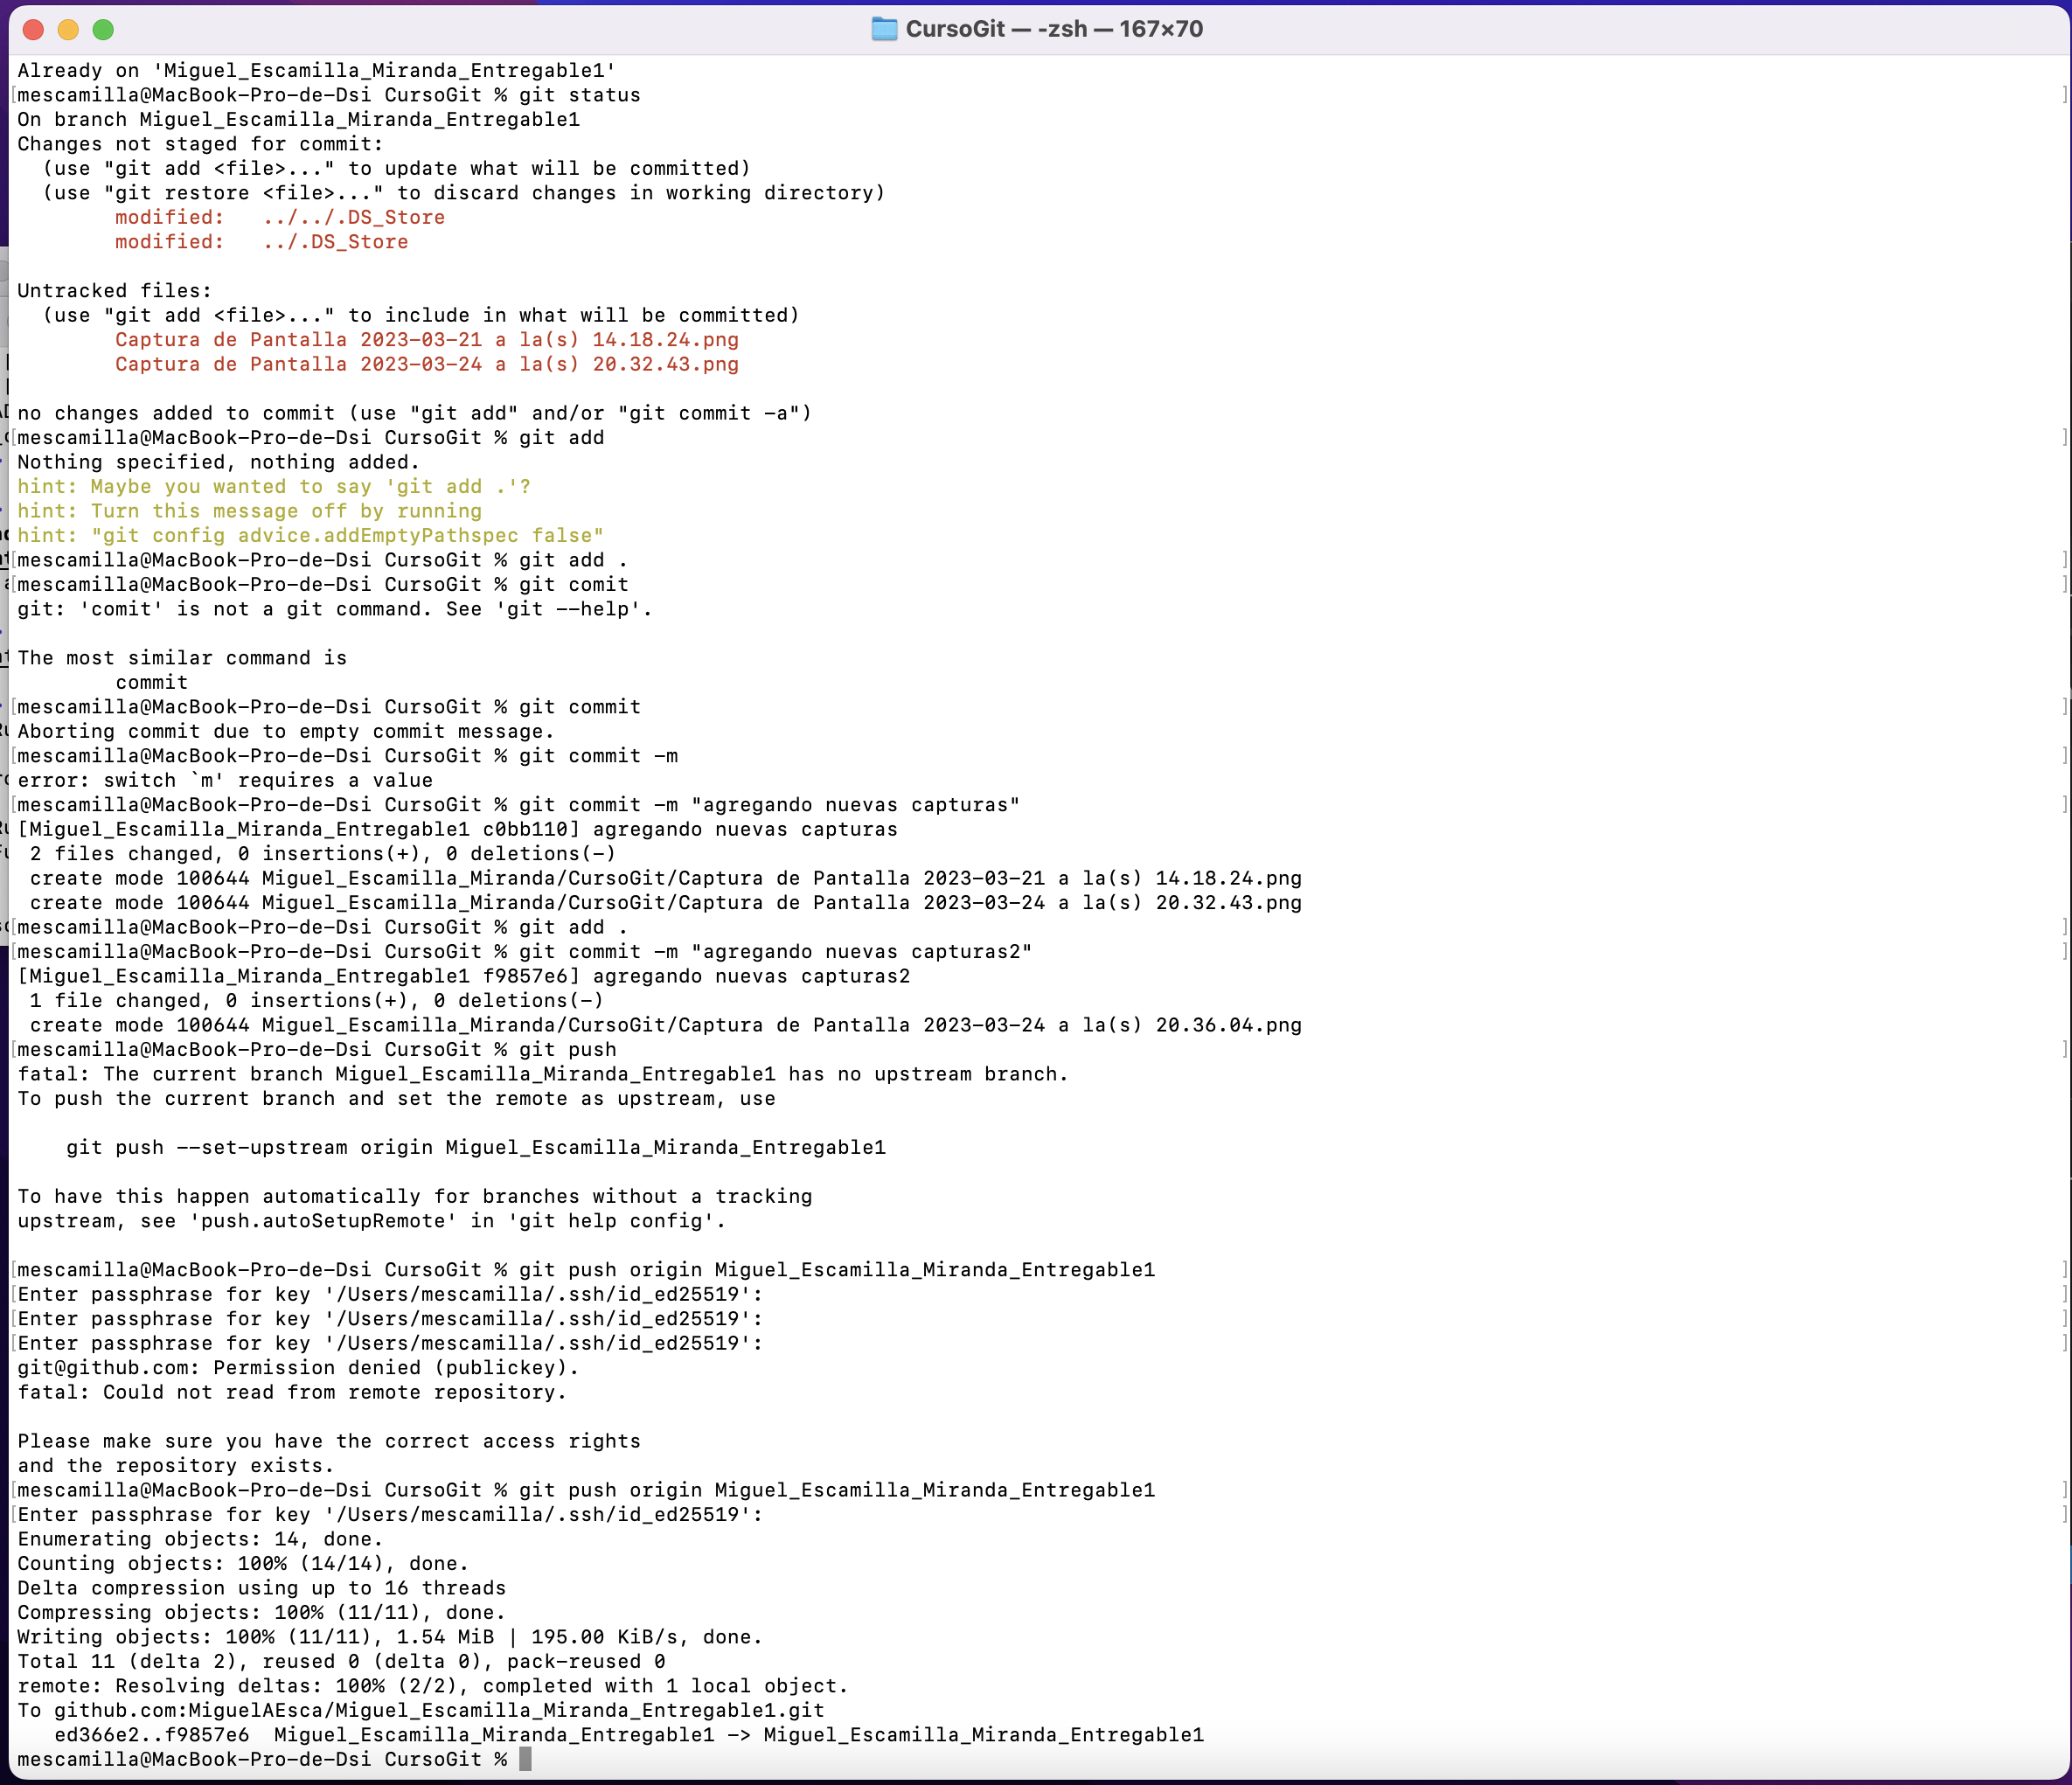 CursoGit — -zsh — 167×70
Already on 'Miguel_Escamilla_Miranda_Entregable1'
[mescamilla@MacBook-Pro-de-Dsi CursoGit % git status ]
On branch Miguel_Escamilla_Miranda_Entregable1
Changes not staged for commit:
  (use "git add <file>..." to update what will be committed)
  (use "git restore <file>..." to discard changes in working directory)
        modified:   ../../.DS_Store
        modified:   ../.DS_Store

Untracked files:
  (use "git add <file>..." to include in what will be committed)
        Captura de Pantalla 2023-03-21 a la(s) 14.18.24.png
        Captura de Pantalla 2023-03-24 a la(s) 20.32.43.png

no changes added to commit (use "git add" and/or "git commit -a")
[mescamilla@MacBook-Pro-de-Dsi CursoGit % git add ]
Nothing specified, nothing added.
hint: Maybe you wanted to say 'git add .'?
hint: Turn this message off by running
hint: "git config advice.addEmptyPathspec false"
[mescamilla@MacBook-Pro-de-Dsi CursoGit % git add . ]
[mescamilla@MacBook-Pro-de-Dsi CursoGit % git comit ]
git: 'comit' is not a git command. See 'git --help'.

The most similar command is
        commit
[mescamilla@MacBook-Pro-de-Dsi CursoGit % git commit ]
Aborting commit due to empty commit message.
[mescamilla@MacBook-Pro-de-Dsi CursoGit % git commit -m ]
error: switch `m' requires a value
[mescamilla@MacBook-Pro-de-Dsi CursoGit % git commit -m "agregando nuevas capturas" ]
[Miguel_Escamilla_Miranda_Entregable1 c0bb110] agregando nuevas capturas
 2 files changed, 0 insertions(+), 0 deletions(-)
 create mode 100644 Miguel_Escamilla_Miranda/CursoGit/Captura de Pantalla 2023-03-21 a la(s) 14.18.24.png
 create mode 100644 Miguel_Escamilla_Miranda/CursoGit/Captura de Pantalla 2023-03-24 a la(s) 20.32.43.png
[mescamilla@MacBook-Pro-de-Dsi CursoGit % git add . ]
[mescamilla@MacBook-Pro-de-Dsi CursoGit % git commit -m "agregando nuevas capturas2" ]
[Miguel_Escamilla_Miranda_Entregable1 f9857e6] agregando nuevas capturas2
 1 file changed, 0 insertions(+), 0 deletions(-)
 create mode 100644 Miguel_Escamilla_Miranda/CursoGit/Captura de Pantalla 2023-03-24 a la(s) 20.36.04.png
[mescamilla@MacBook-Pro-de-Dsi CursoGit % git push ]
fatal: The current branch Miguel_Escamilla_Miranda_Entregable1 has no upstream branch.
To push the current branch and set the remote as upstream, use

    git push --set-upstream origin Miguel_Escamilla_Miranda_Entregable1

To have this happen automatically for branches without a tracking
upstream, see 'push.autoSetupRemote' in 'git help config'.

[mescamilla@MacBook-Pro-de-Dsi CursoGit % git push origin Miguel_Escamilla_Miranda_Entregable1 ]
[Enter passphrase for key '/Users/mescamilla/.ssh/id_ed25519': ]
[Enter passphrase for key '/Users/mescamilla/.ssh/id_ed25519': ]
[Enter passphrase for key '/Users/mescamilla/.ssh/id_ed25519': ]
git@github.com: Permission denied (publickey).
fatal: Could not read from remote repository.

Please make sure you have the correct access rights
and the repository exists.
[mescamilla@MacBook-Pro-de-Dsi CursoGit % git push origin Miguel_Escamilla_Miranda_Entregable1 ]
[Enter passphrase for key '/Users/mescamilla/.ssh/id_ed25519': ]
Enumerating objects: 14, done.
Counting objects: 100% (14/14), done.
Delta compression using up to 16 threads
Compressing objects: 100% (11/11), done.
Writing objects: 100% (11/11), 1.54 MiB | 195.00 KiB/s, done.
Total 11 (delta 2), reused 0 (delta 0), pack-reused 0
remote: Resolving deltas: 100% (2/2), completed with 1 local object.
To github.com:MiguelAEsca/Miguel_Escamilla_Miranda_Entregable1.git
   ed366e2..f9857e6  Miguel_Escamilla_Miranda_Entregable1 -> Miguel_Escamilla_Miranda_Entregable1
mescamilla@MacBook-Pro-de-Dsi CursoGit %